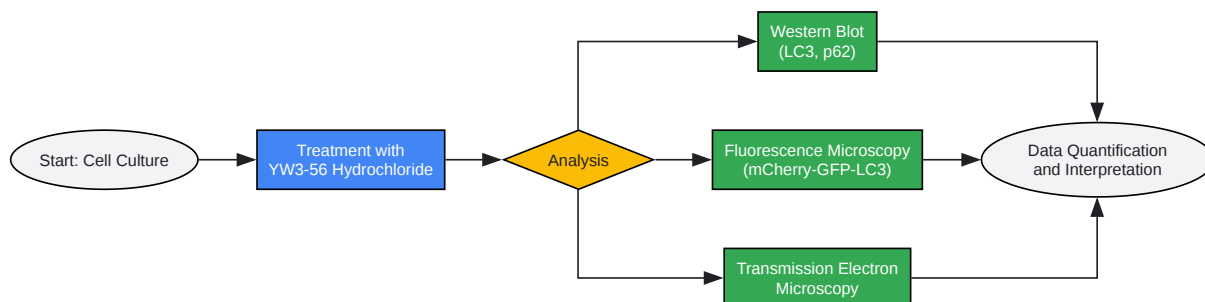 Start: Cell Culture
Treatment with
YW3-56 Hydrochloride
Analysis
Western Blot
(LC3, p62)
Fluorescence Microscopy
(mCherry-GFP-LC3)
Transmission Electron
Microscopy
Data Quantification
and Interpretation